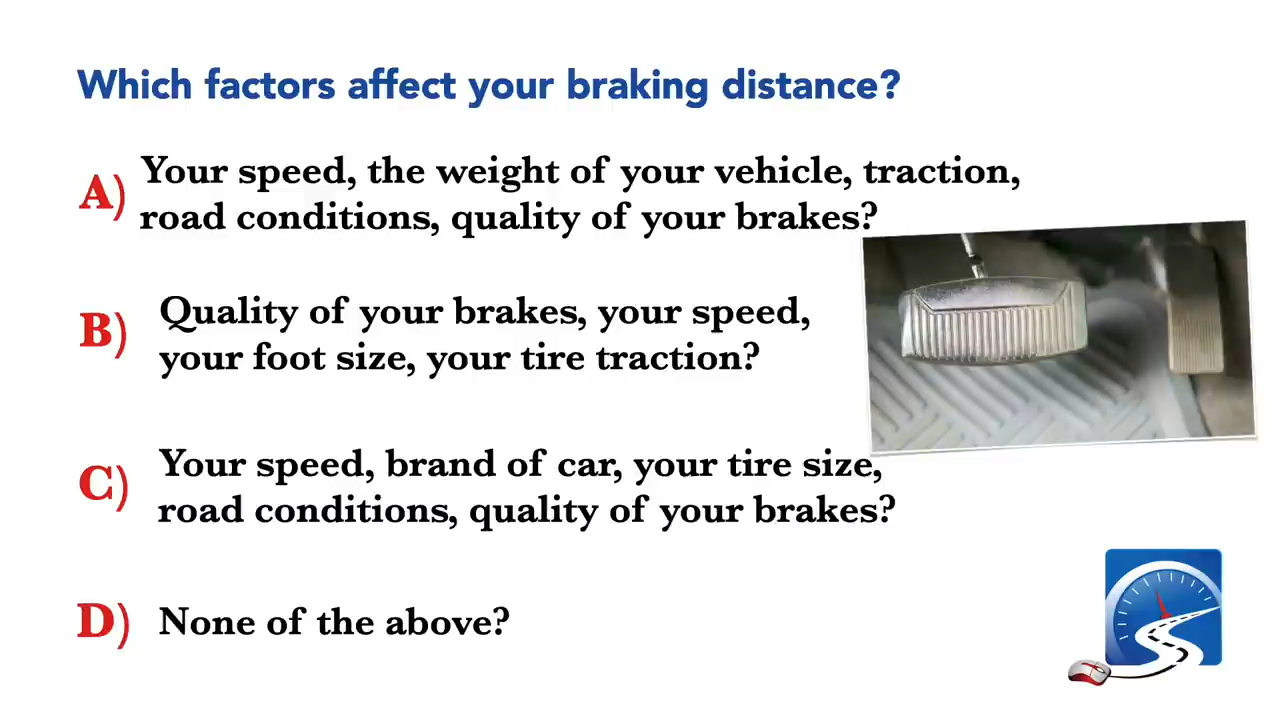 Which factors affect your braking distance?
A) Your speed, the weight of your vehicle, traction,
road conditions, quality of your brakes?
B) Quality of your brakes, your speed,
your foot size, your tire traction?
C) Your speed, brand of car, your tire size,
road conditions, quality of your brakes?
D) None of the above?